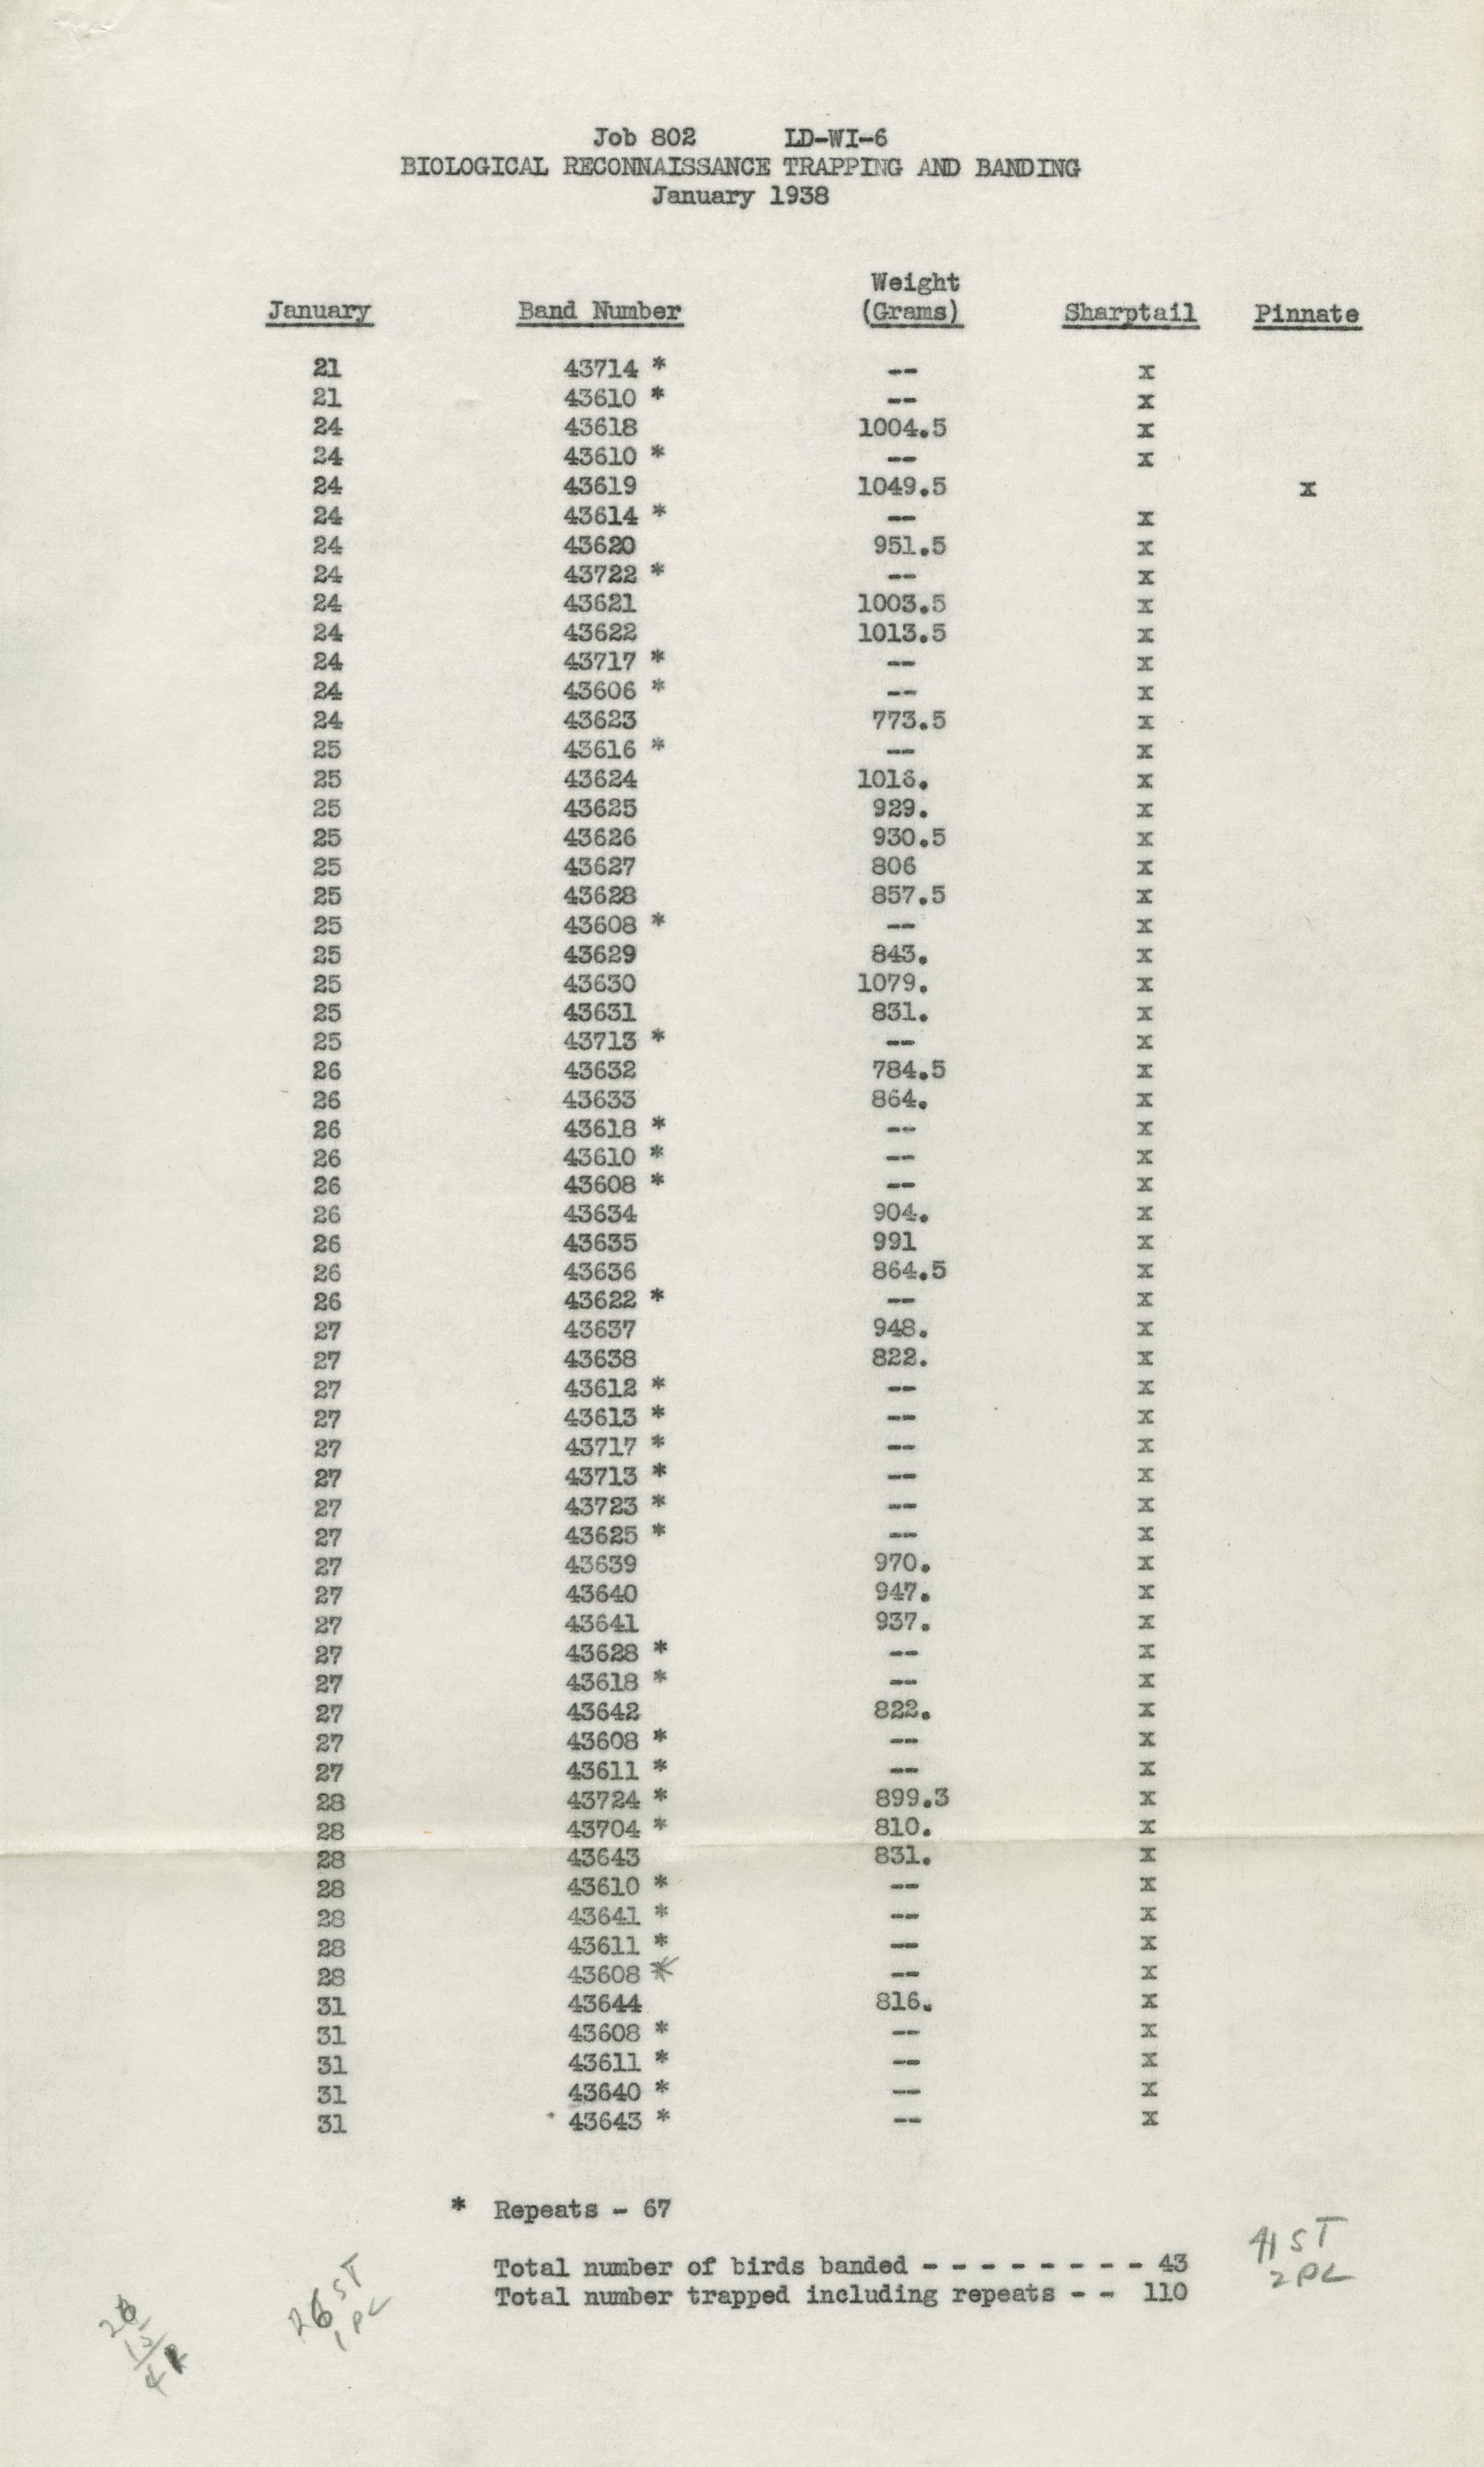 Job 802 LD-WI-6
BIOLOGICAL RECONNAISSANCE TRAPPING AND BANDING
January 1938
Weight
January Band Number (Grams) Sharptail Pinnate
21 43714 * -- x
21 43610 * -- x
24 43618 1004.5 x
24 43610 * -- x
24 43619 1049.5 x
24 43614 * -- x
24 43620 951.5 x
24 43722 * -- x
24 43621 1003.5 x
24 43622 1013.5 x
24 43717 * -- x
24 43606 * -- x
24 43623 773.5 x
25 43616 * -- x
25 43624 1016. x
25 43625 929. x
25 43626 930.5 x
25 43627 806 x
25 43628 857.5 x
25 43608 * -- x
25 43629 843. x
25 43630 1079. x
25 43631 831. x
25 43713 * -- x
26 43632 784.5 x
26 43633 864. x
26 43618 * -- x
26 43610 * -- x
26 43608 * -- x
26 43634 904. x
26 43635 991 x
26 43636 864.5 x
26 43622 * -- x
27 43637 948. x
27 43638 822. x
27 43612 * -- x
27 43613 * -- x
27 43717 * -- x
27 43713 * -- x
27 43723 * -- x
27 43625 * -- x
27 43639 970. x
27 43640 947. x
27 43641 937. x
27 43628 * -- x
27 43618 * -- x
27 43642 822. x
27 43608 * -- x
27 43611 * -- x
28 43724 * 899.3 x
28 43704 * 810. x
28 43643 831. x
28 43610 * -- x
28 43641 * -- x
28 43611 * -- x
28 43608 * -- x
31 43644 816. x
31 43608 * -- x
31 43611 * -- x
31 43640 * -- x
31 43643 * -- x
* Repeats - 67
Total number of birds banded - - - - - - - - 43
Total number trapped including repeats - - 110
41 ST
2 PC
26 ST
1 PC